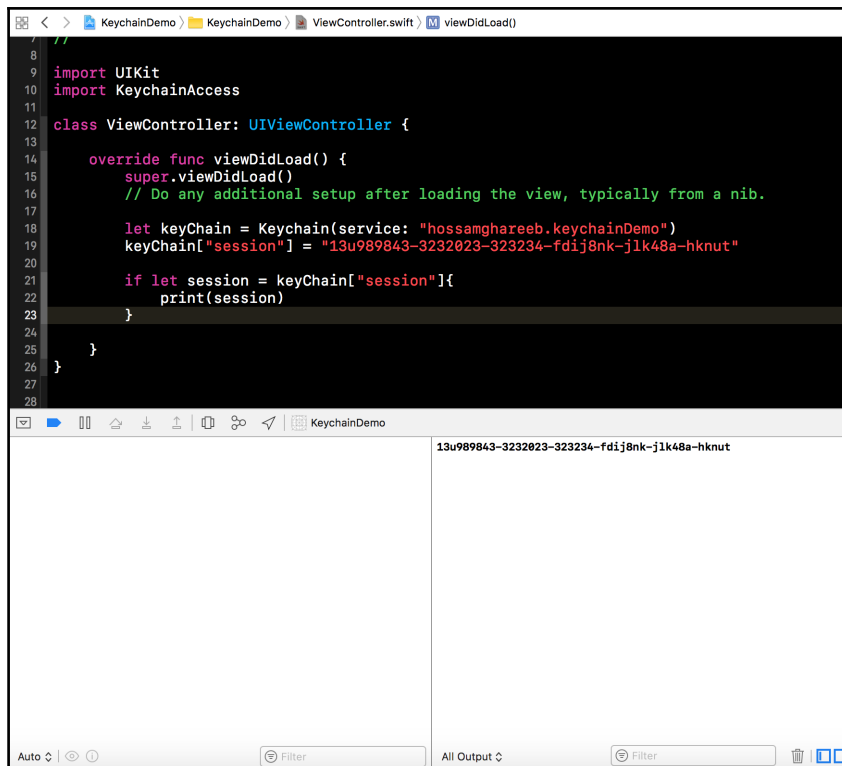 KeychainDemo KeychainDemo ViewController.swift M viewDidLoad()
7 //
8
9 import UIKit
10 import KeychainAccess
11
12 class ViewController: UIViewController {
13
14 override func viewDidLoad() {
15 super.viewDidLoad()
16 // Do any additional setup after loading the view, typically from a nib.
17
18 let keyChain = Keychain(service: "hossamghareeb.keychainDemo")
19 keyChain["session"] = "13u989843-3232023-323234-fdij8nk-jlk48a-hknut"
20
21 if let session = keyChain["session"]{
22 print(session)
23 }
24
25 }
26 }
27
28
KeychainDemo
13u989843-3232023-323234-fdij8nk-jlk48a-hknut
Auto Filter All Output Filter